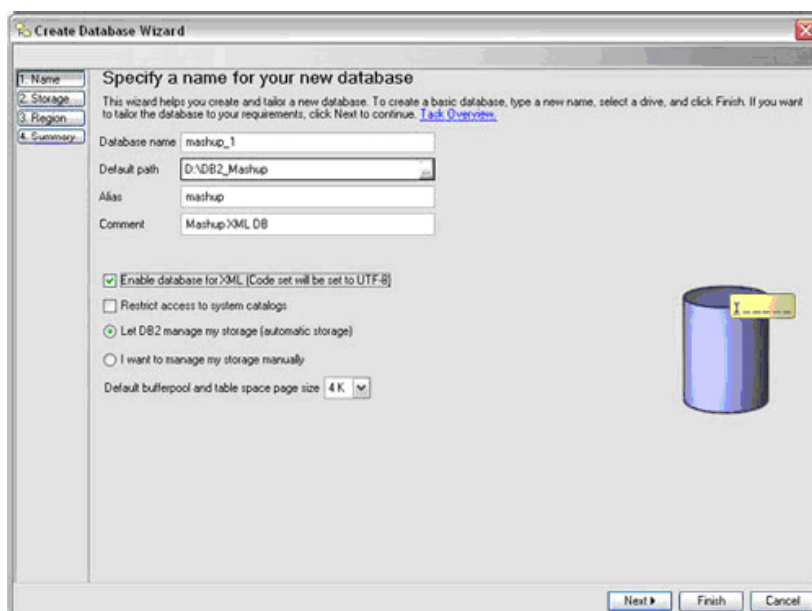 Create Database Wizard
1. Name
2. Storage
3. Region
4. Summary
Specify a name for your new database
This wizard helps you create and tailor a new database. To create a basic database, type a new name, select a drive, and click Finish. If you want
to tailor the database to your requirements, click Next to continue. Task Overview.
Database name mashup_1
Default path D:\DB2_Mashup ...
Alias mashup
Comment Mashup XML DB
Enable database for XML (Code set will be set to UTF-8)
Restrict access to system catalogs
Let DB2 manage my storage (automatic storage)
I want to manage my storage manually
Default bufferpool and table space page size 4 K
Next Finish Cancel